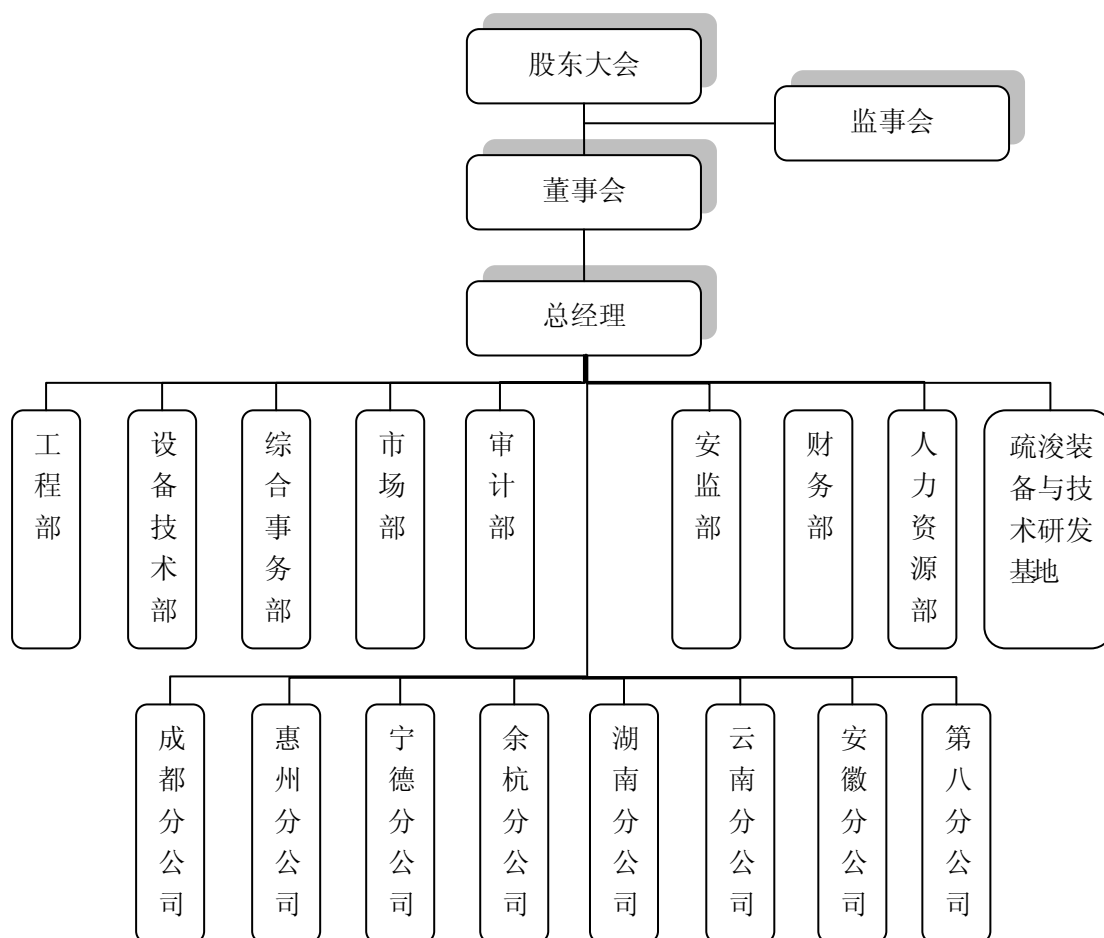 股东大会
监事会
董事会
总经理
工程部
设备技术部
综合事务部
市场部
审计部
安监部
财务部
人力资源部
疏浚装
备与技
术研发
基地
成都分公司
惠州分公司
宁德分公司
余杭分公司
湖南分公司
云南分公司
安徽分公司
第八分公司